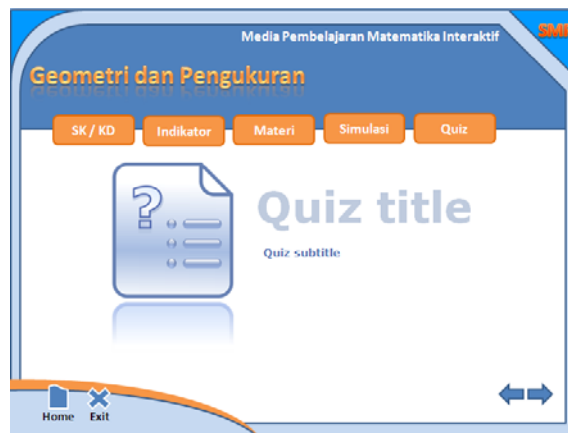 Media Pembelajaran Matematika Interaktif
Geometri dan Pengukuran
SK / KD
Indikator
Materi
Simulasi
Quiz
?
Quiz title
Quiz subtitle
Home
Exit